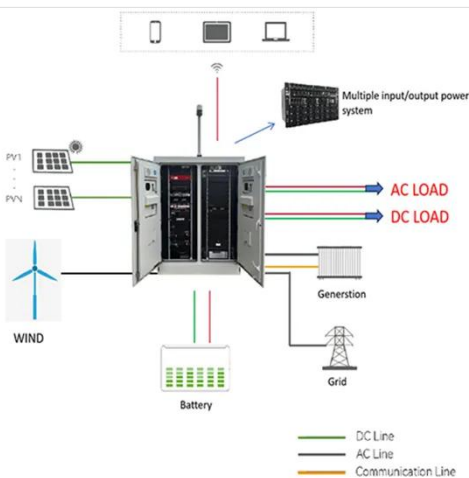 Multiple input/output power
system
PV1
PVN
AC LOAD
DC LOAD
WIND
Generstion
Grid
Battery
DC Line
AC Line
Communication Line